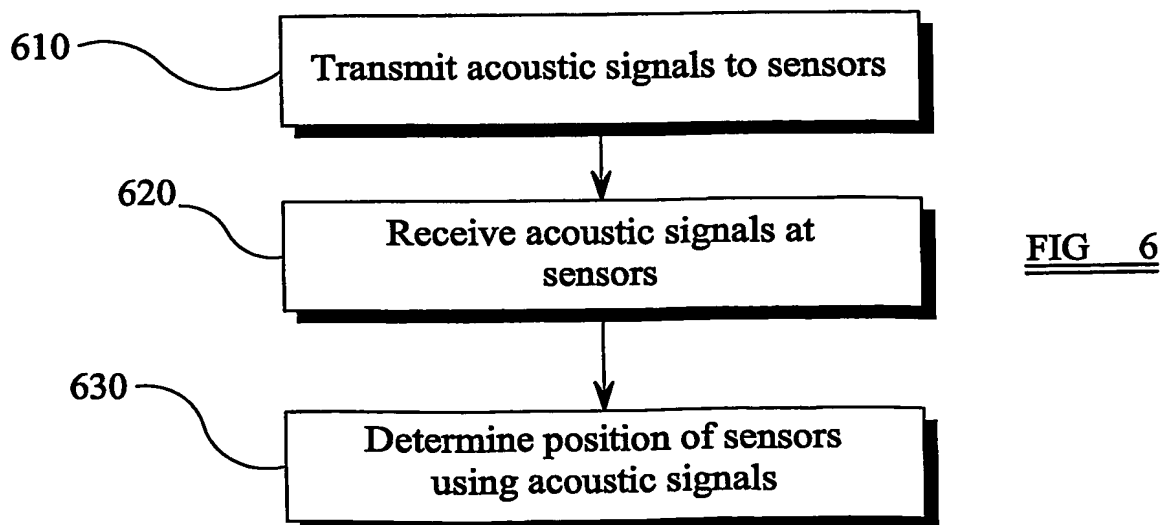 610
Transmit acoustic signals to sensors
620
Receive acoustic signals at
sensors
FIG 6
630
Determine position of sensors
using acoustic signals